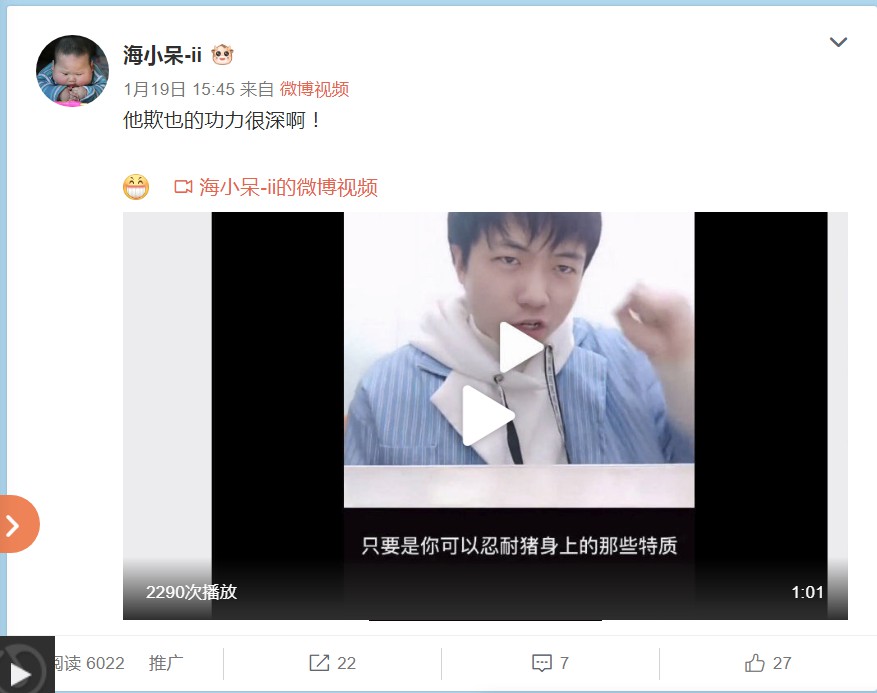 海小呆-ii
1月19日 15:45 来自 微博视频
他欺也的功力很深啊！
海小呆-ii的微博视频
只要是你可以忍耐猪身上的那些特质
2290次播放
1:01
阅读 6022
推广
22
7
27